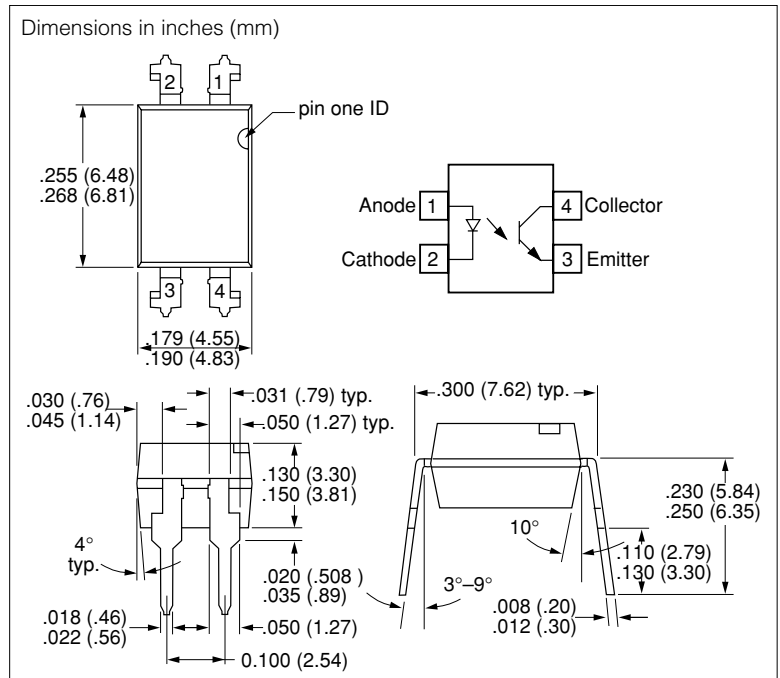 Dimensions in inches (mm)
2
1
pin one ID
.255 (6.48)
.268 (6.81)
3
4
.179 (4.55)
.190 (4.83)
Anode 1
4 Collector
Cathode 2
3 Emitter
.030 (.76)
.045 (1.14)
.031 (.79) typ.
.050 (1.27) typ.
.130 (3.30)
.150 (3.81)
4°
typ.
.020 (.508 )
.035 (.89)
.018 (.46)
.022 (.56)
.050 (1.27)
0.100 (2.54)
.300 (7.62) typ.
.230 (5.84)
.250 (6.35)
10°
.110 (2.79)
.130 (3.30)
3°–9°
.008 (.20)
.012 (.30)